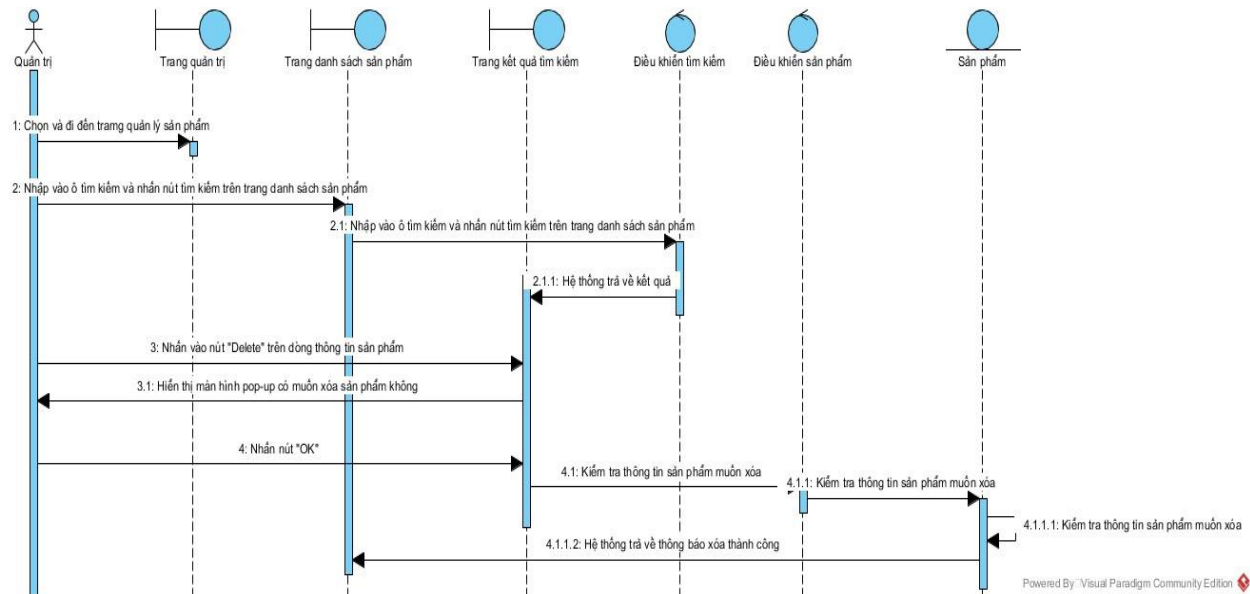 Quản trị
Trang quản trị
Trang danh sách sản phẩm
Trang kết quả tìm kiếm
Điều khiển tìm kiếm
Điều khiển sản phẩm
Sản phẩm
1: Chọn và đi đến tramg quản lý sản phẩm
2: Nhập vào ô tìm kiếm và nhấn nút tìm kiếm trên trang danh sách sản phẩm
2.1: Nhập vào ô tìm kiếm và nhấn nút tìm kiếm trên trang danh sách sản phẩm
2.1.1: Hệ thống trả về kết quả
3: Nhấn vào nút "Delete" trên dòng thông tin sản phẩm
3.1: Hiển thị màn hình pop-up có muốn xóa sản phẩm không
4: Nhấn nút "OK"
4.1: Kiểm tra thông tin sản phẩm muốn xóa
4.1.1: Kiểm tra thông tin sản phẩm muốn xóa
4.1.1.1: Kiểm tra thông tin sản phẩm muốn xóa
4.1.1.2: Hệ thống trả về thông báo xóa thành công
Powered By Visual Paradigm Community Edition